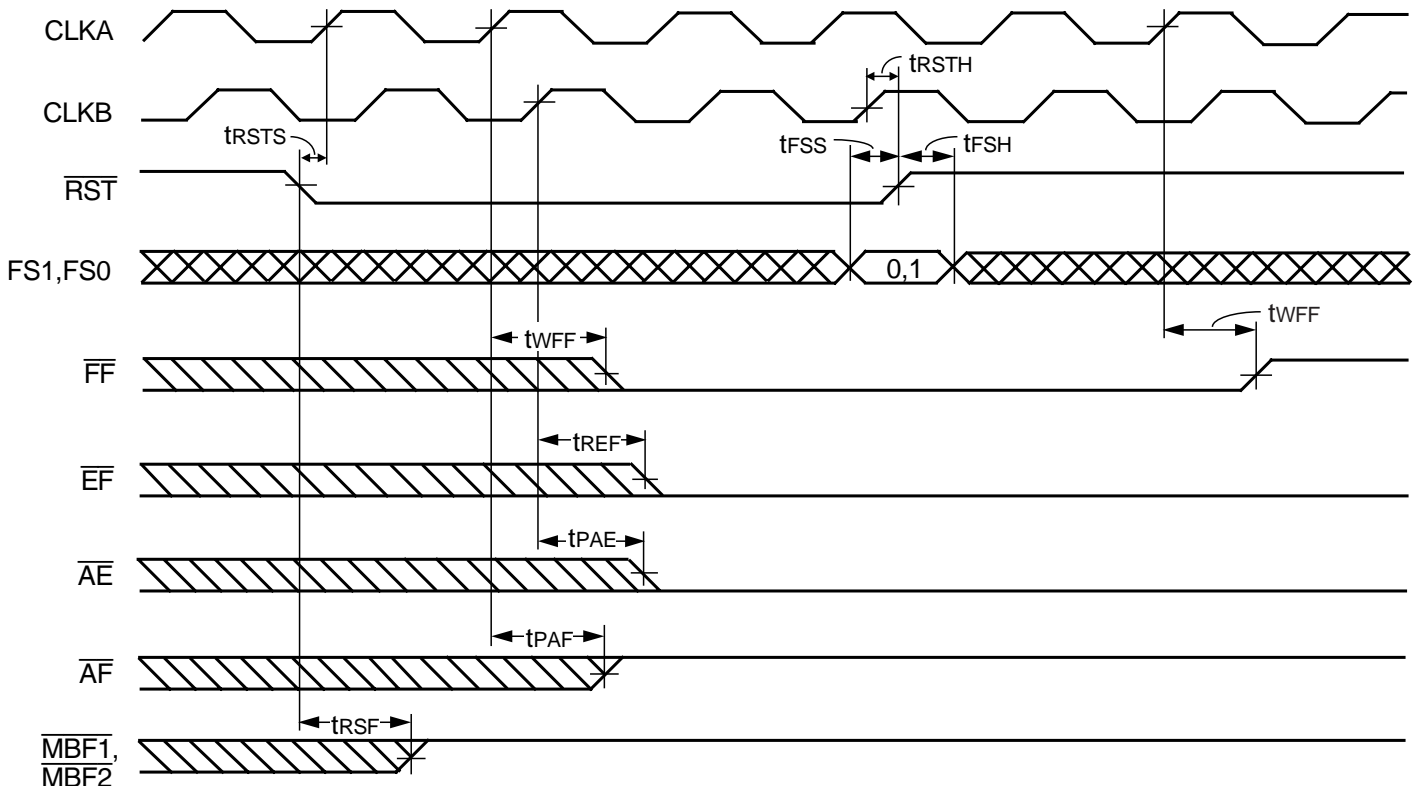 CLKA
tRSTH
CLKB
tRSTS
tFSS
tFSH
RST
FS1,FS0
0,1
tWFF
tWFF
FF
tREF
EF
tPAE
AE
tPAF
AF
tRSF
MBF1,
MBF2